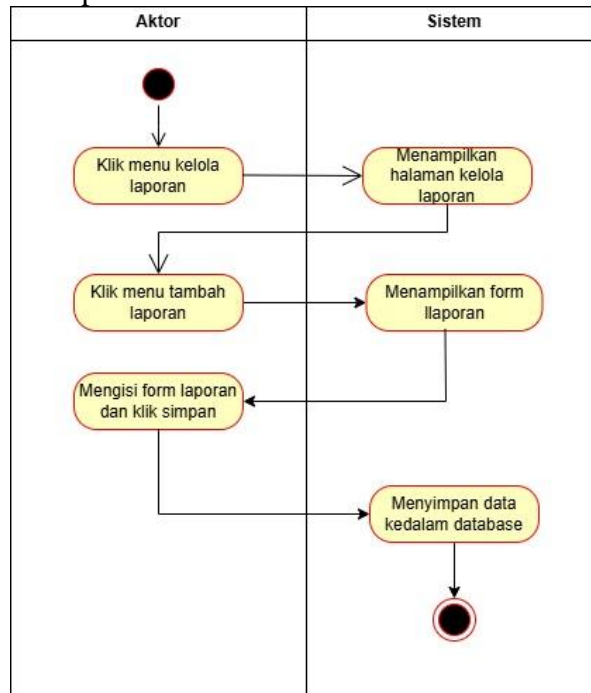 Aktor
Sistem
Klik menu kelola
laporan
Menampilkan
halaman kelola
laporan
Klik menu tambah
laporan
Menampilkan form
llaporan
Mengisi form laporan
dan klik simpan
Menyimpan data
kedalam database